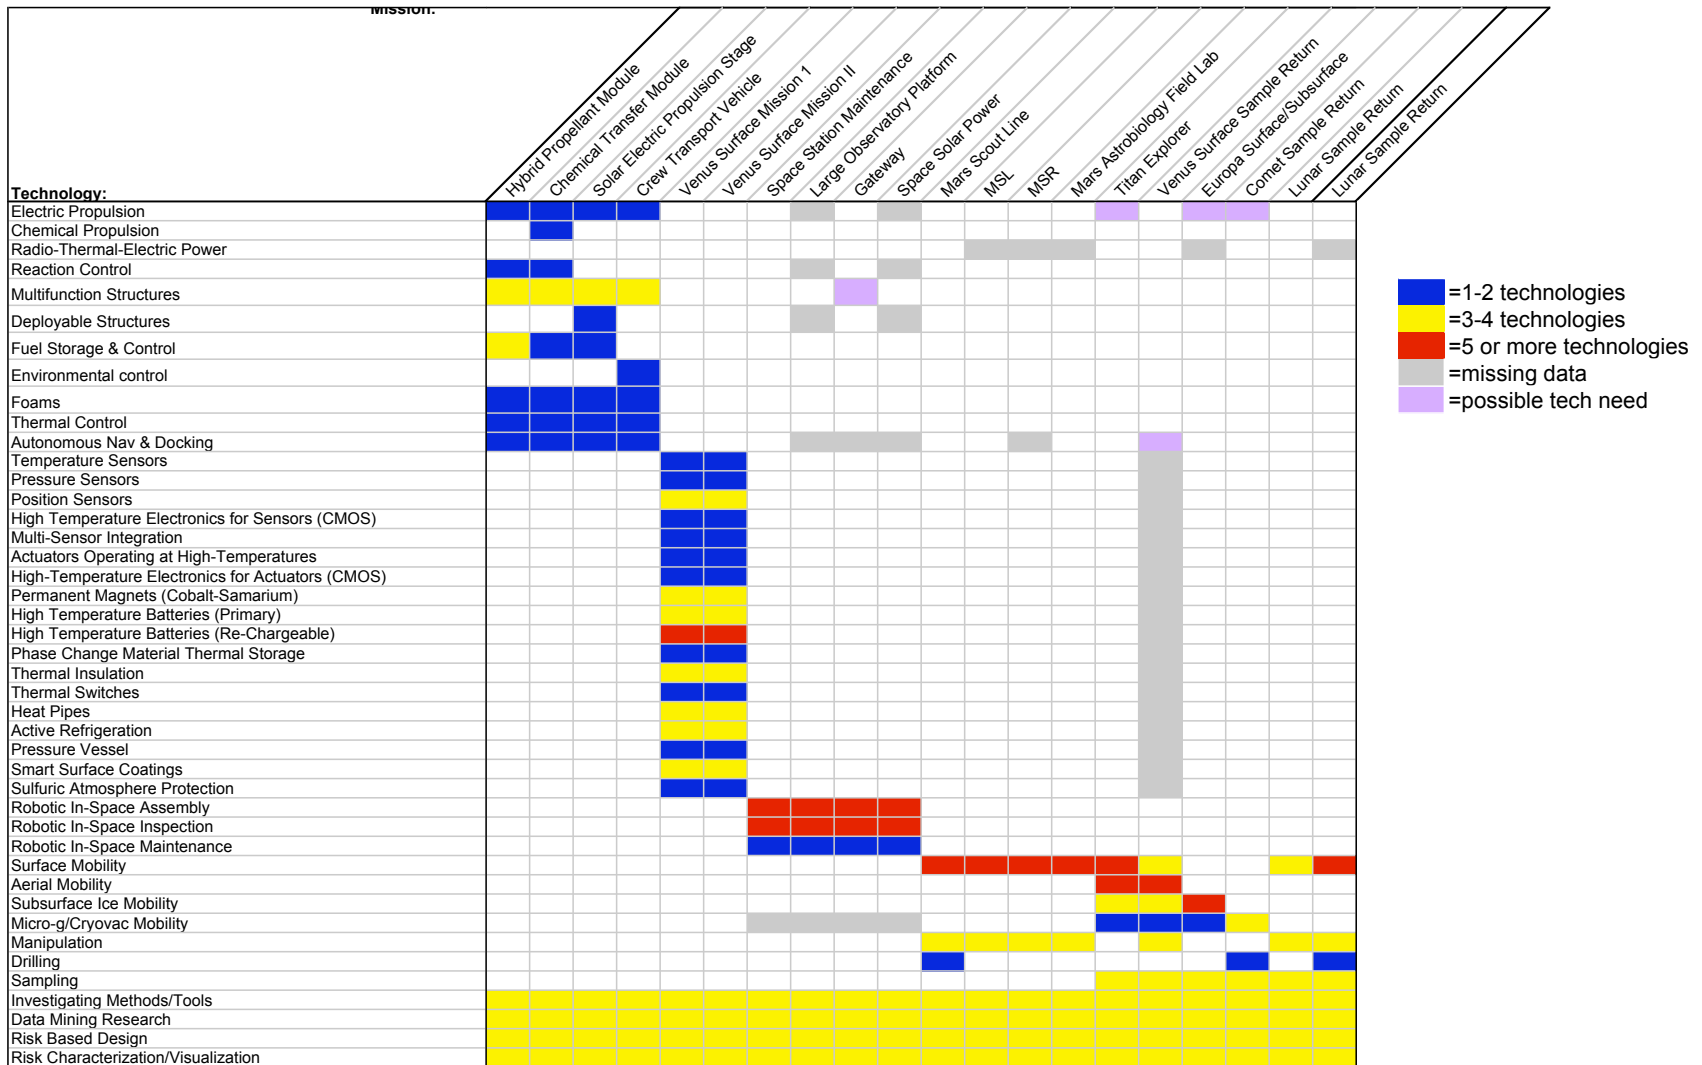 Mission:
Hybrid Propellant Module
Chemical Transfer Module
Solar Electric Propulsion Stage
Crew Transport Vehicle
Venus Surface Mission 1
Venus Surface Mission II
Space Station Maintenance
Large Observatory Platform
Gateway
Space Solar Power
Mars Scout Line
MSL
MSR
Mars Astrobiology Field Lab
Titan Explorer
Venus Surface Sample Return
Europa Surface/Subsurface
Comet Sample Return
Lunar Sample Return
Lunar Sample Return
Technology:
Electric Propulsion
Chemical Propulsion
Radio-Thermal-Electric Power
Reaction Control
Multifunction Structures
Deployable Structures
Fuel Storage & Control
Environmental control
Foams
Thermal Control
Autonomous Nav & Docking
Temperature Sensors
Pressure Sensors
Position Sensors
High Temperature Electronics for Sensors (CMOS)
Multi-Sensor Integration
Actuators Operating at High-Temperatures
High-Temperature Electronics for Actuators (CMOS)
Permanent Magnets (Cobalt-Samarium)
High Temperature Batteries (Primary)
High Temperature Batteries (Re-Chargeable)
Phase Change Material Thermal Storage
Thermal Insulation
Thermal Switches
Heat Pipes
Active Refrigeration
Pressure Vessel
Smart Surface Coatings
Sulfuric Atmosphere Protection
Robotic In-Space Assembly
Robotic In-Space Inspection
Robotic In-Space Maintenance
Surface Mobility
Aerial Mobility
Subsurface Ice Mobility
Micro-g/Cryovac Mobility
Manipulation
Drilling
Sampling
Investigating Methods/Tools
Data Mining Research
Risk Based Design
Risk Characterization/Visualization
=1-2 technologies
=3-4 technologies
=5 or more technologies
=missing data
=possible tech need